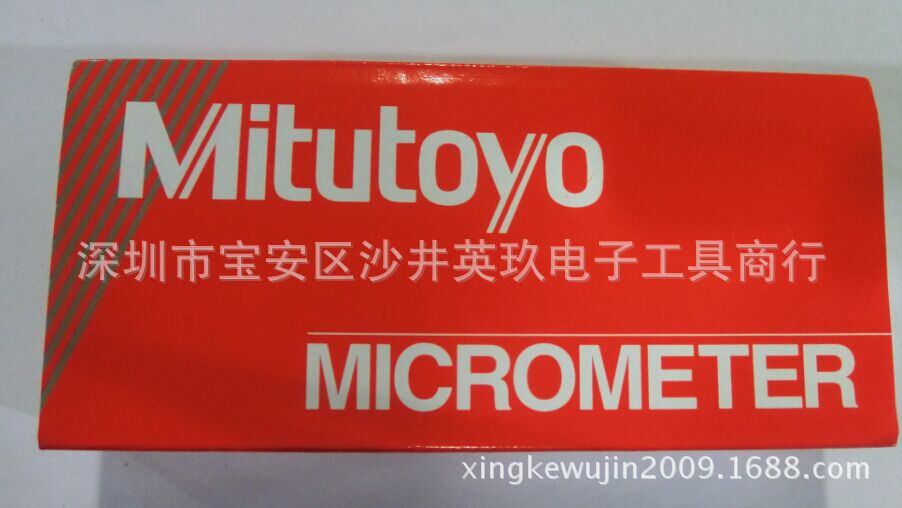 Mitutoyo
深圳市宝安区沙井英玖电子工具商行
MICROMETER
xingkewujin2009.1688.com